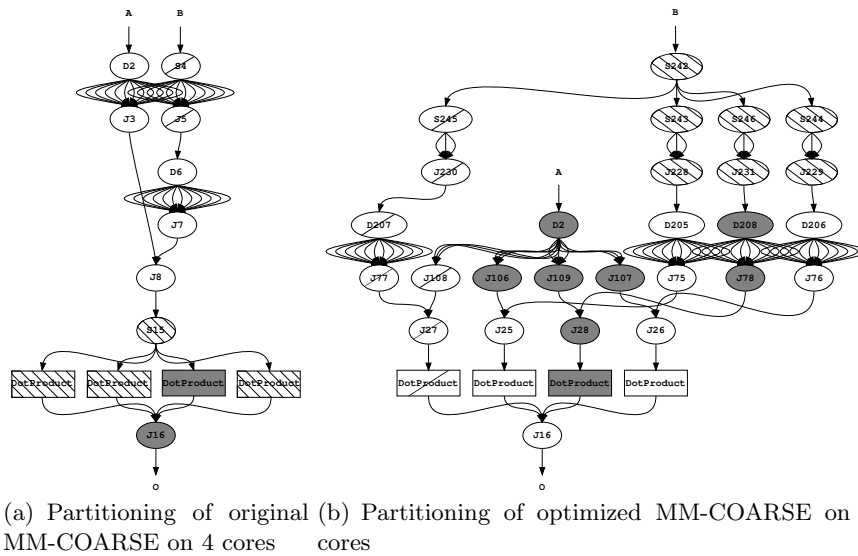 A B B
D2 S4 S242
J3 J5 S245 S243 S246 S244
D6 J230 A J228 J231 J229
J7 D207 D2 D205 D208 D206
J8 J77 J108 J106 J109 J107 J75 J78 J76
S15 J27 J25 J28 J26
DotProduct DotProduct DotProduct DotProduct DotProduct DotProduct DotProduct DotProduct
J16 J16
O O
(a) Partitioning of original (b) Partitioning of optimized MM-COARSE on
MM-COARSE on 4 cores cores